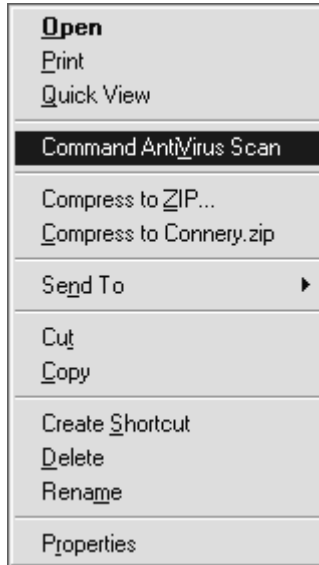 Open
Print
Quick View
Command AntiVirus Scan
Compress to ZIP...
Compress to Connery.zip
Send To
Cut
Copy
Create Shortcut
Delete
Rename
Properties